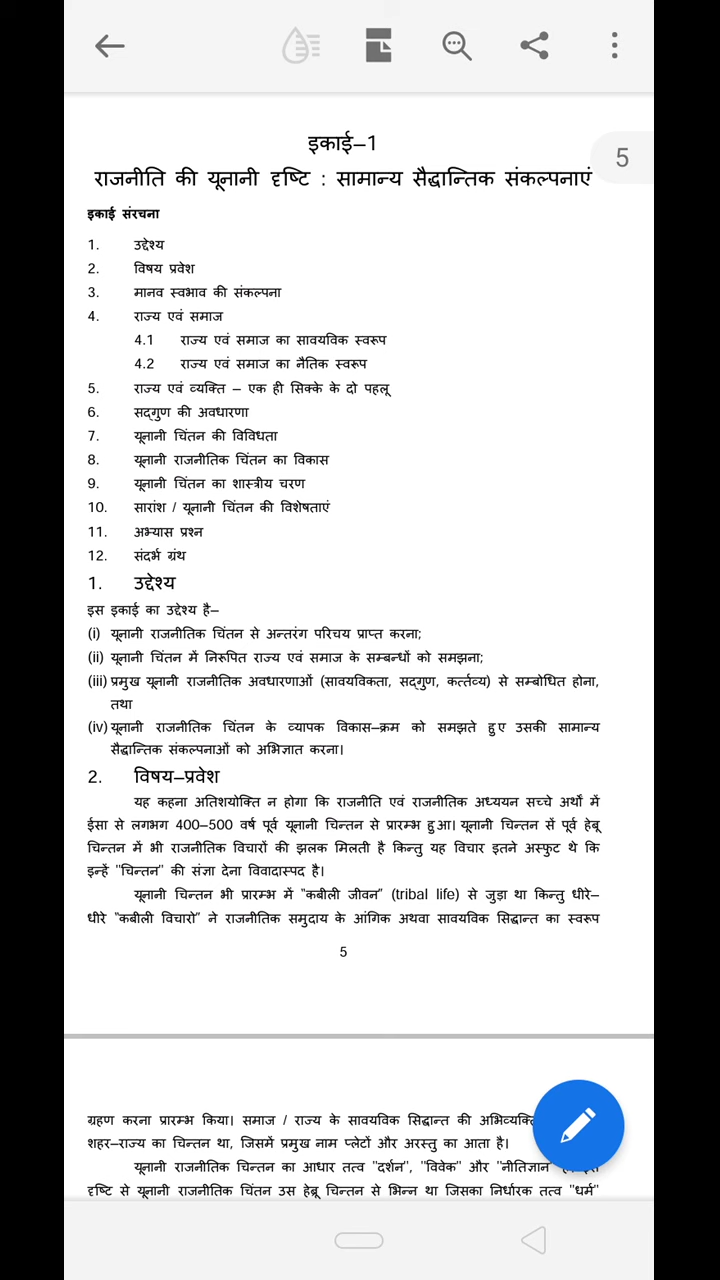 इकाई–1
5
राजनीति की यूनानी दृष्टि : सामान्य सैद्धान्तिक संकल्पनाएं
इकाई संरचना
1. उद्देश्य
2. विषय प्रवेश
3. मानव स्वभाव की संकल्पना
4. राज्य एवं समाज
4.1 राज्य एवं समाज का सावयविक स्वरूप
4.2 राज्य एवं समाज का नैतिक स्वरूप
5. राज्य एवं व्यक्ति – एक ही सिक्के के दो पहलू
6. सद्‌गुण की अवधारणा
7. यूनानी चिंतन की विविधता
8. यूनानी राजनीतिक चिंतन का विकास
9. यूनानी चिंतन का शास्त्रीय चरण
10. सारांश / यूनानी चिंतन की विशेषताएं
11. अभ्यास प्रश्न
12. संदर्भ ग्रंथ
1. उद्देश्य
इस इकाई का उद्देश्य है–
(i) यूनानी राजनीतिक चिंतन से अन्तरंग परिचय प्राप्त करना;
(ii) यूनानी चिंतन में निरूपित राज्य एवं समाज के सम्बन्धों को समझना;
(iii) प्रमुख यूनानी राजनीतिक अवधारणाओं (सावयविकता, सद्‌गुण, कर्त्तव्य) से सम्बोधित होना,
तथा
(iv) यूनानी राजनीतिक चिंतन के व्यापक विकास–क्रम को समझते हुए उसकी सामान्य
सैद्धान्तिक संकल्पनाओं को अभिज्ञात करना।
2. विषय–प्रवेश
यह कहना अतिशयोक्ति न होगा कि राजनीति एवं राजनीतिक अध्ययन सच्चे अर्थों में
ईसा से लगभग 400–500 वर्ष पूर्व यूनानी चिन्तन से प्रारम्भ हुआ। यूनानी चिन्तन सें पूर्व हेबू
चिन्तन में भी राजनीतिक विचारों की झलक मिलती है किन्तु यह विचार इतने अस्फुट थे कि
इन्हें "चिन्तन" की संज्ञा देना विवादास्पद है।
यूनानी चिन्तन भी प्रारम्भ में "कबीली जीवन" (tribal life) से जुड़ा था किन्तु धीरे–
धीरे "कबीली विचारो" ने राजनीतिक समुदाय के आंगिक अथवा सावयविक सिद्धान्त का स्वरूप
5
ग्रहण करना प्रारम्भ किया। समाज / राज्य के सावयविक सिद्धान्त की अभिव्यक्ति
शहर–राज्य का चिन्तन था, जिसमें प्रमुख नाम प्लेटों और अरस्तु का आता है।
यूनानी राजनीतिक चिन्तन का आधार तत्व "दर्शन", "विवेक" और "नीतिज्ञान"
दृष्टि से यूनानी राजनीतिक चिंतन उस हेब्रू चिन्तन से भिन्न था जिसका निर्धारक तत्व "धर्म"